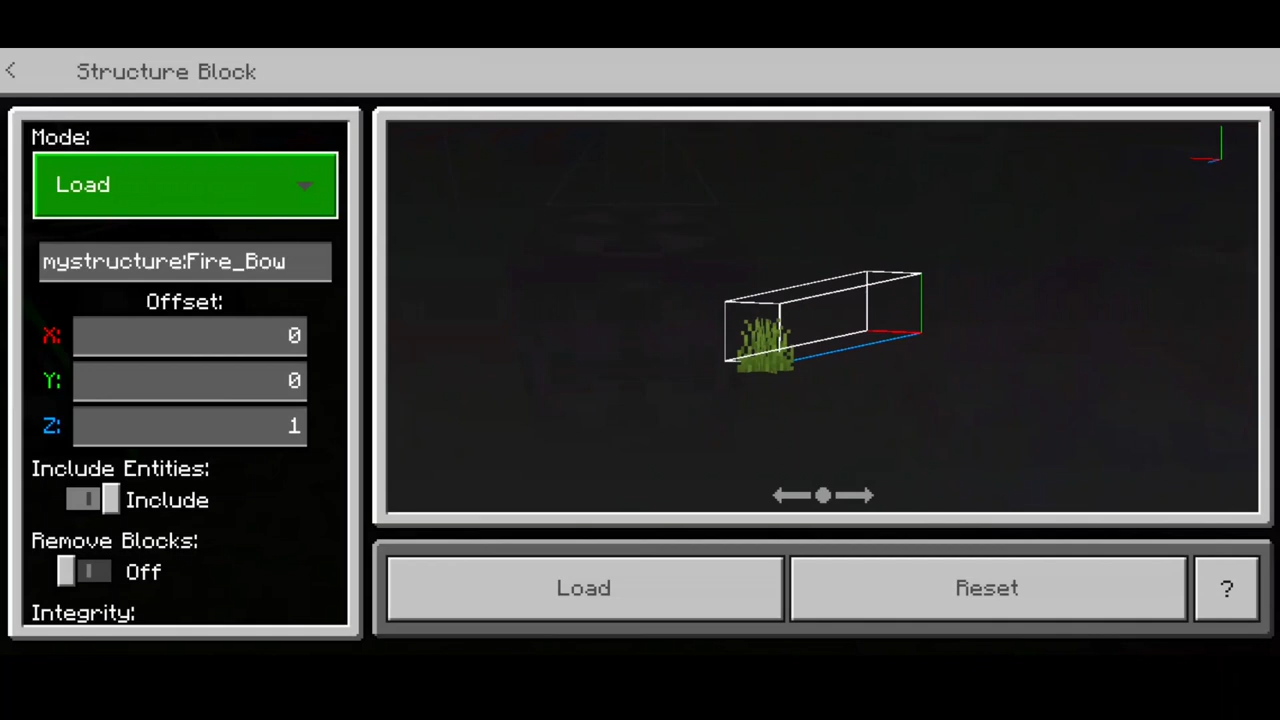 Structure Block
Mode:
Load
mystructure:Fire_Bow
Offset:
X: 0
Y: 0
Z: 1
Include Entities:
Include
Remove Blocks:
Off
Integrity:
Load
Reset
?